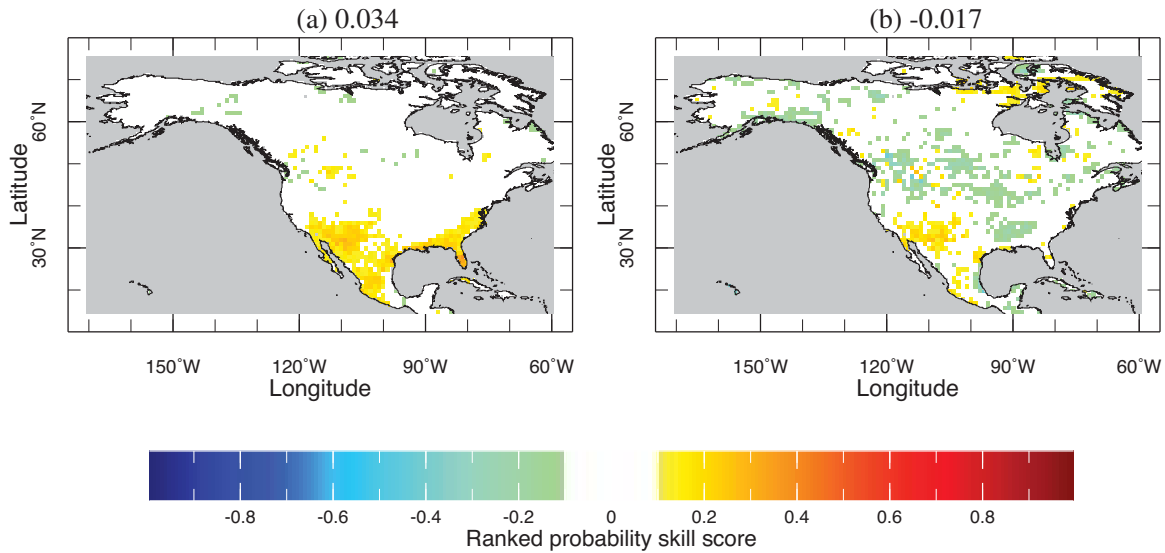 (a) 0.034
(b) -0.017
Latitude
60°N
30°N
150°W 120°W 90°W 60°W
Longitude
Latitude
60°N
30°N
150°W 120°W 90°W 60°W
Longitude
-0.8 -0.6 -0.4 -0.2 0 0.2 0.4 0.6 0.8
Ranked probability skill score